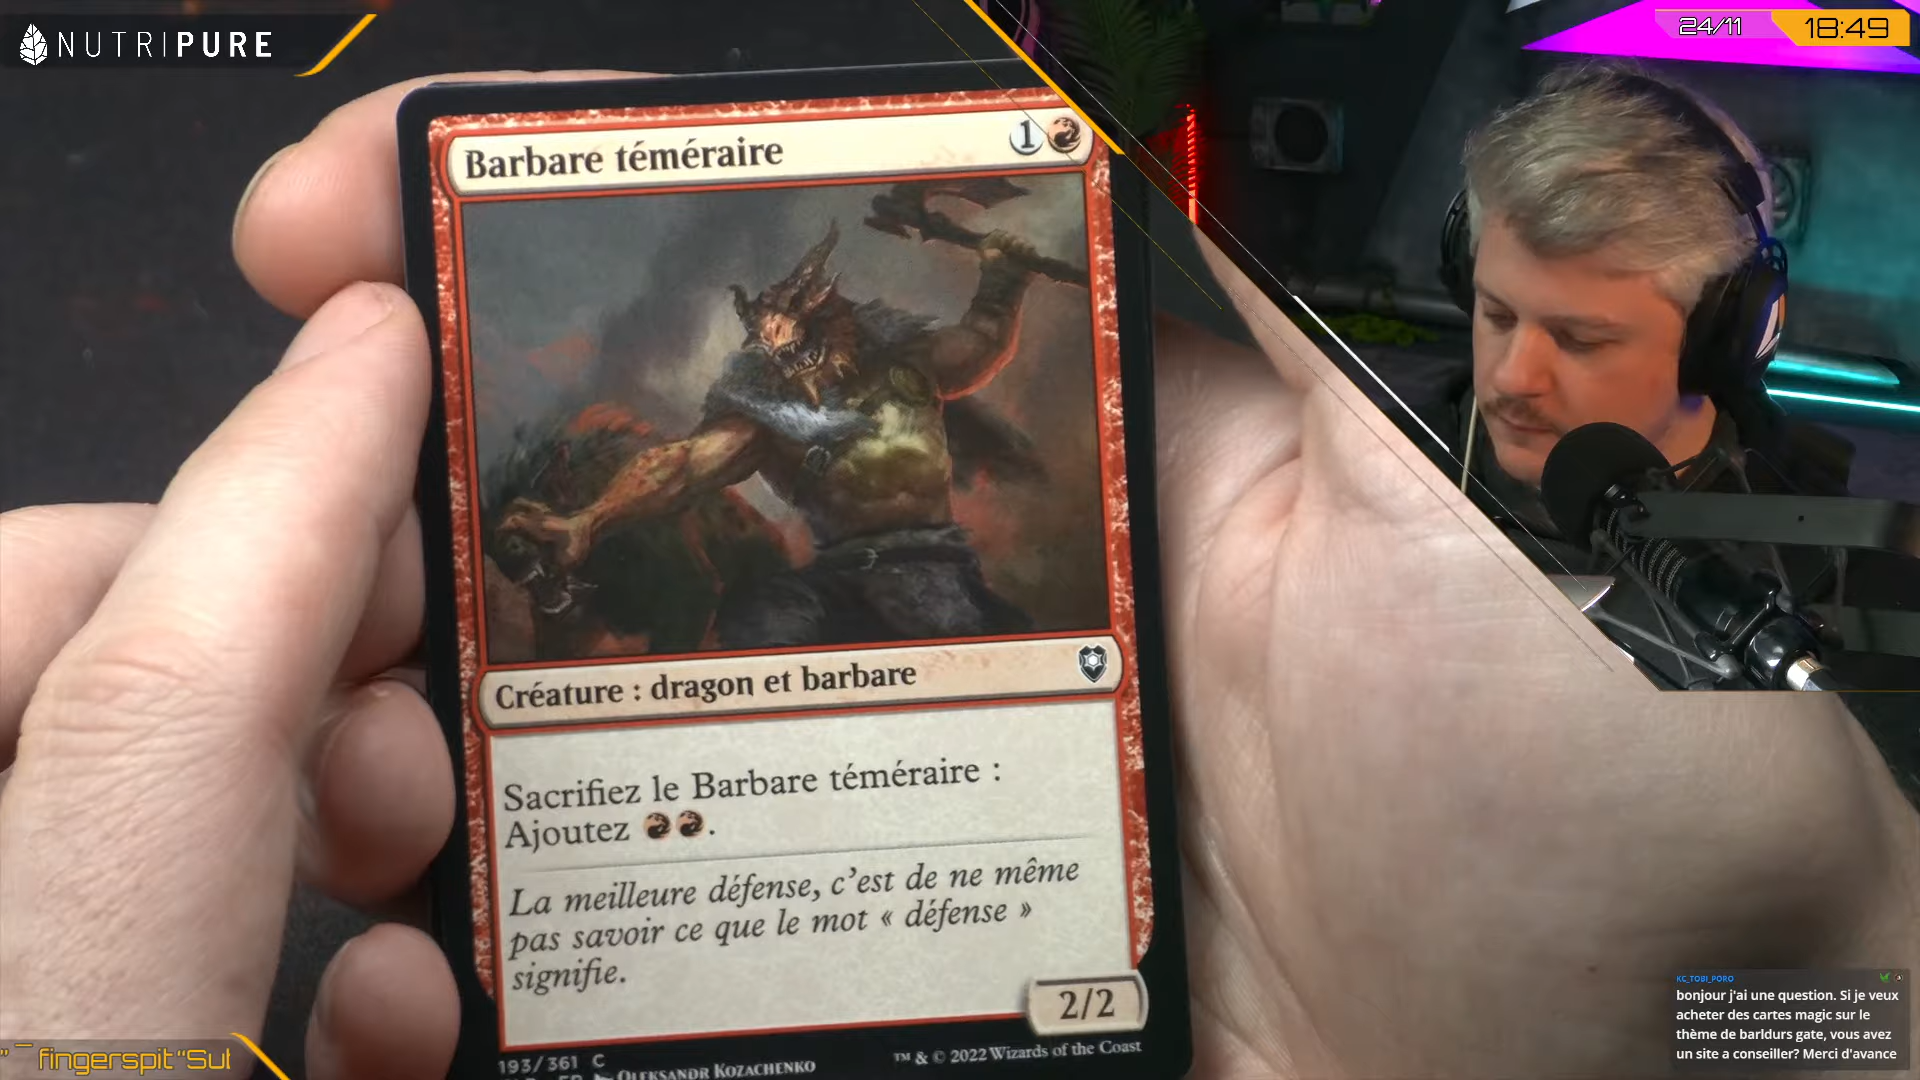 NUTRIPURE
24/11
18:49
Barbare téméraire
1
Créature : dragon et barbare
Sacrifiez le Barbare téméraire :
Ajoutez .
La meilleure défense, c'est de ne même
pas savoir ce que le mot « défense »
signifie.
2/2
193/361 C
OLEKSANDR KOZACHENKO
™ & © 2022 Wizards of the Coast
KC_TOBI_PORO
bonjour j'ai une question. Si je veux
acheter des cartes magic sur le
thème de barldurs gate, vous avez
un site a conseiller? Merci d'avance
fingerspit "Sub